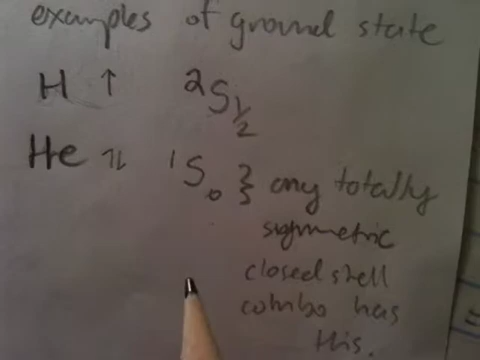 examples of ground state
H ↑ ²S½
He ↑↓ ¹S₀ } any totally
symmetric
closed shell
combo has
this.